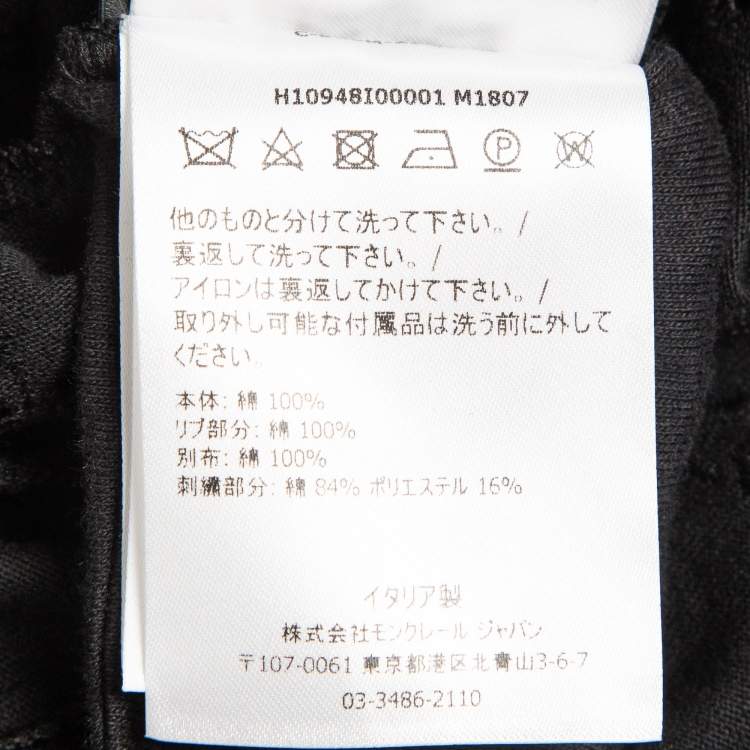 H10948I00001 M1807
P
W
他のものと分けて洗って下さい。/
裏返して洗って下さい。/
アイロンは裏返してかけて下さい。/
取り外し可能な付属品は洗う前に外して
ください。
本体: 綿 100%
リブ部分: 綿 100%
別布: 綿 100%
刺繍部分: 綿 84% ポリエステル 16%
イタリア製
株式会社モンクレール ジャパン
〒107-0061 東京都港区北青山3-6-7
03-3486-2110